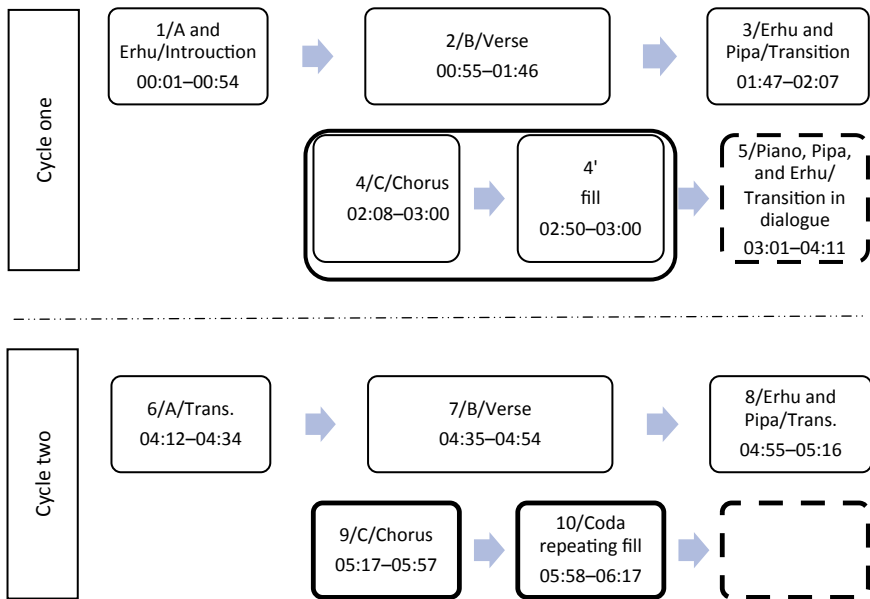 Cycle one
1/A and
Erhu/Introuction
00:01–00:54
2/B/Verse
00:55–01:46
3/Erhu and
Pipa/Transition
01:47–02:07
4/C/Chorus
02:08–03:00
4'
fill
02:50–03:00
5/Piano, Pipa,
and Erhu/
Transition in
dialogue
03:01–04:11
Cycle two
6/A/Trans.
04:12–04:34
7/B/Verse
04:35–04:54
8/Erhu and
Pipa/Trans.
04:55–05:16
9/C/Chorus
05:17–05:57
10/Coda
repeating fill
05:58–06:17